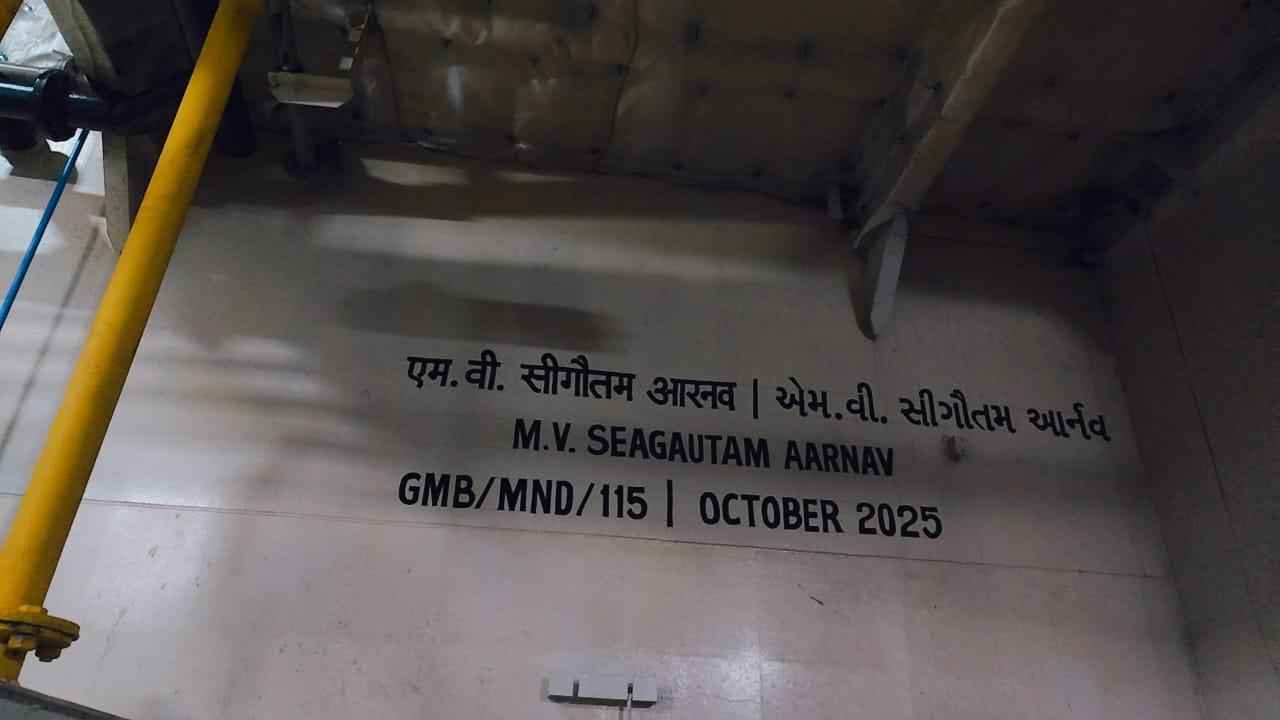 एम.वी. सीगौतम आरनव | એમ.વી. સીગૌતમ આર્નવ
M.V. SEAGAUTAM AARNAV
GMB/MND/115 | OCTOBER 2025